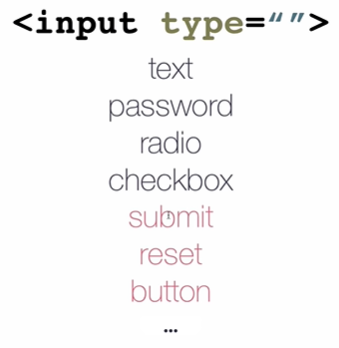 <input type=“”>
text
password
radio
checkbox
submit
reset
button
...